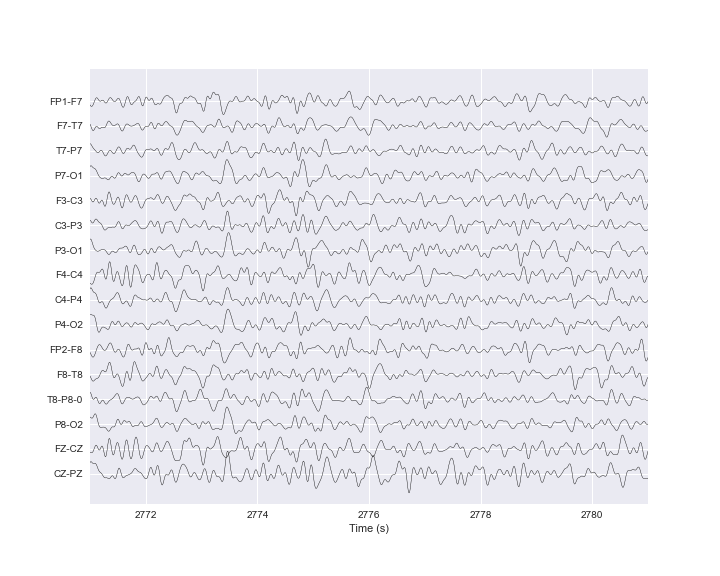 FP1-F7
F7-T7
T7-P7
P7-O1
F3-C3
C3-P3
P3-O1
F4-C4
C4-P4
P4-O2
FP2-F8
F8-T8
T8-P8-0
P8-O2
FZ-CZ
CZ-PZ
2772 2774 2776 2778 2780
Time (s)